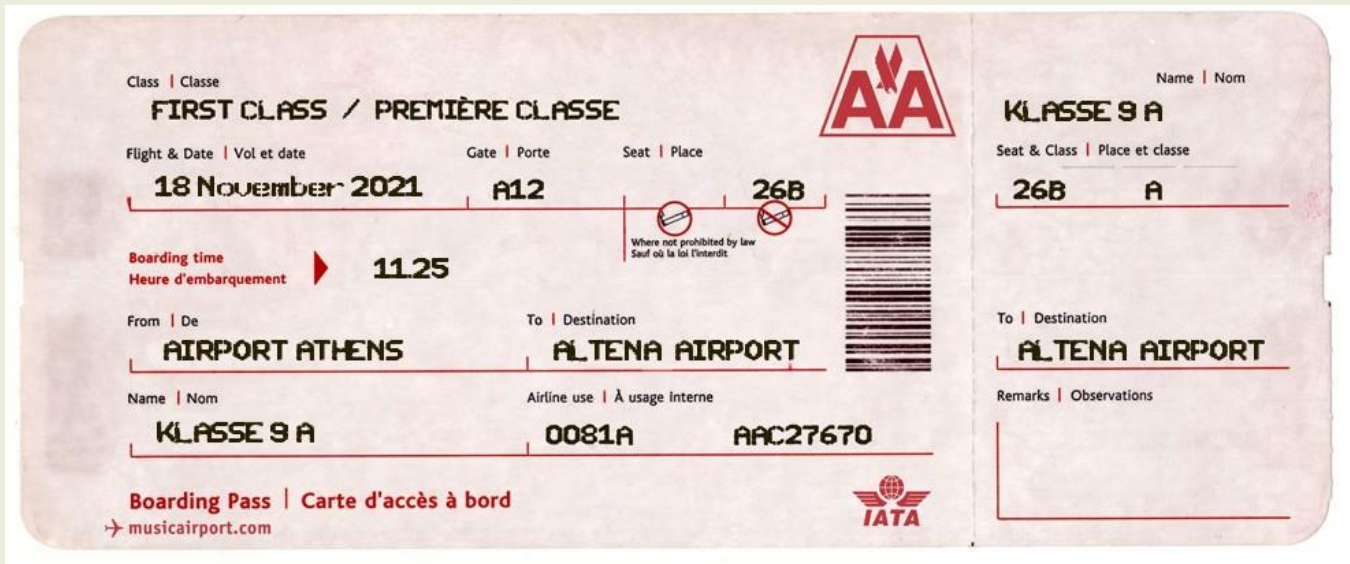 Class | Classe
FIRST CLASS / PREMIÈRE CLASSE
Flight & Date | Vol et date
Gate | Porte
Seat | Place
18 November 2021
A12
26B
Where not prohibited by law
Sauf où la loi l'interdit
Boarding time
Heure d'embarquement
11.25
From | De
To | Destination
AIRPORT ATHENS
ALTENA AIRPORT
Name | Nom
Airline use | À usage interne
KLASSE 9 A
0081A
AAC27670
Boarding Pass | Carte d'accès à bord
musicairport.com
AA
IATA
Name | Nom
KLASSE 9 A
Seat & Class | Place et classe
26B A
To | Destination
ALTENA AIRPORT
Remarks | Observations